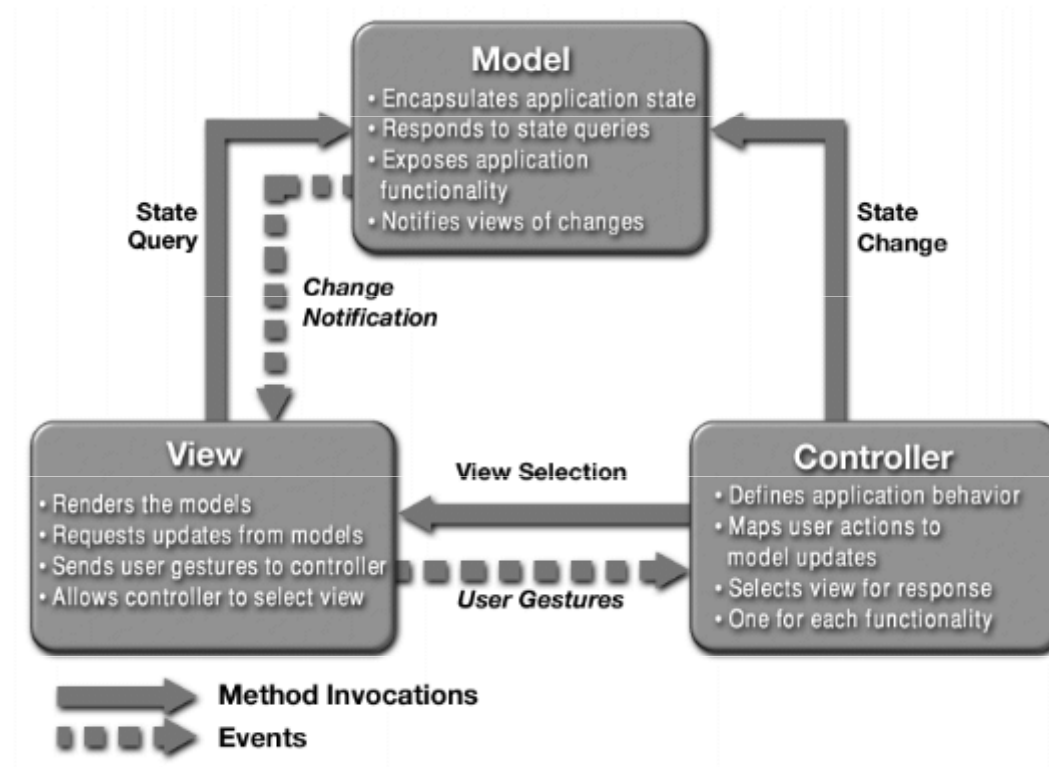 Model
• Encapsulates application state
• Responds to state queries
• Exposes application
functionality
• Notifies views of changes
State
Query
Change
Notification
State
Change
View
• Renders the models
• Requests updates from models
• Sends user gestures to controller
• Allows controller to select view
View Selection
User Gestures
Controller
• Defines application behavior
• Maps user actions to
model updates
• Selects view for response
• One for each functionality
Method Invocations
Events